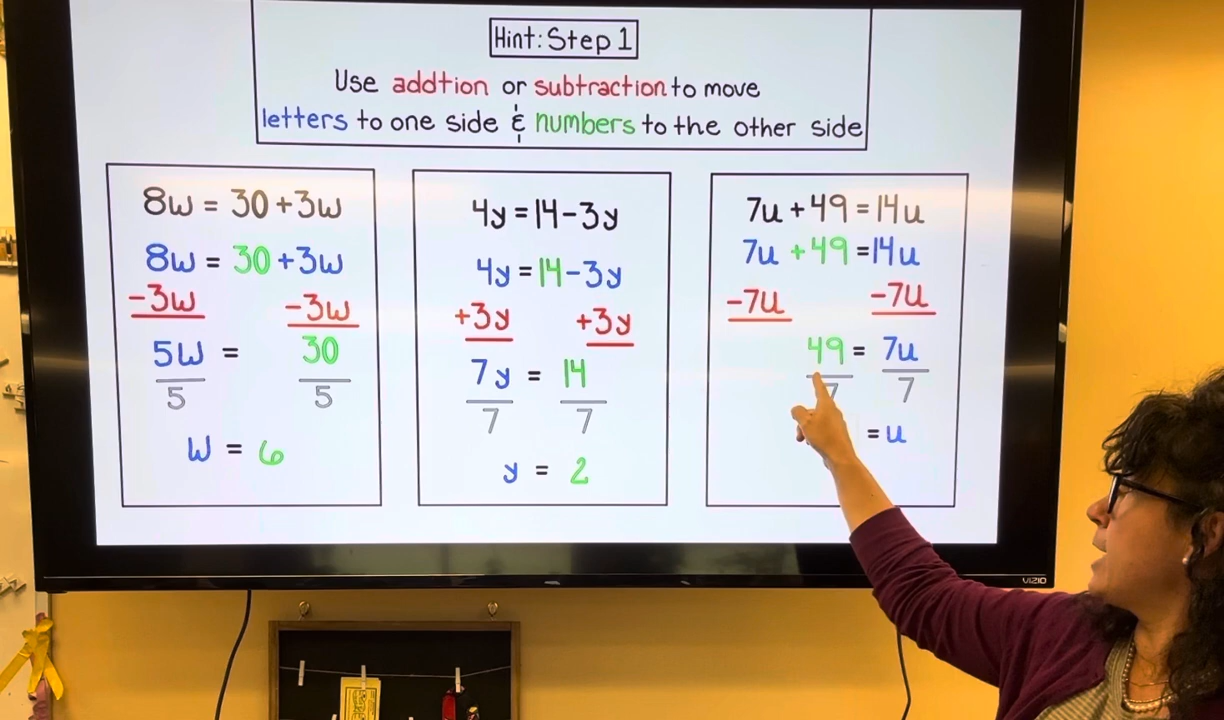 Hint: Step 1
Use addtion or subtraction to move
letters to one side & numbers to the other side
8w = 30 + 3w
8w = 30 + 3w
-3w -3w
5w = 30
5 5
w = 6
4y = 14 - 3y
4y = 14 - 3y
+3y +3y
7y = 14
7 7
y = 2
7u + 49 = 14u
7u + 49 = 14u
-7u -7u
49 = 7u
7 7
= u
VIZIO